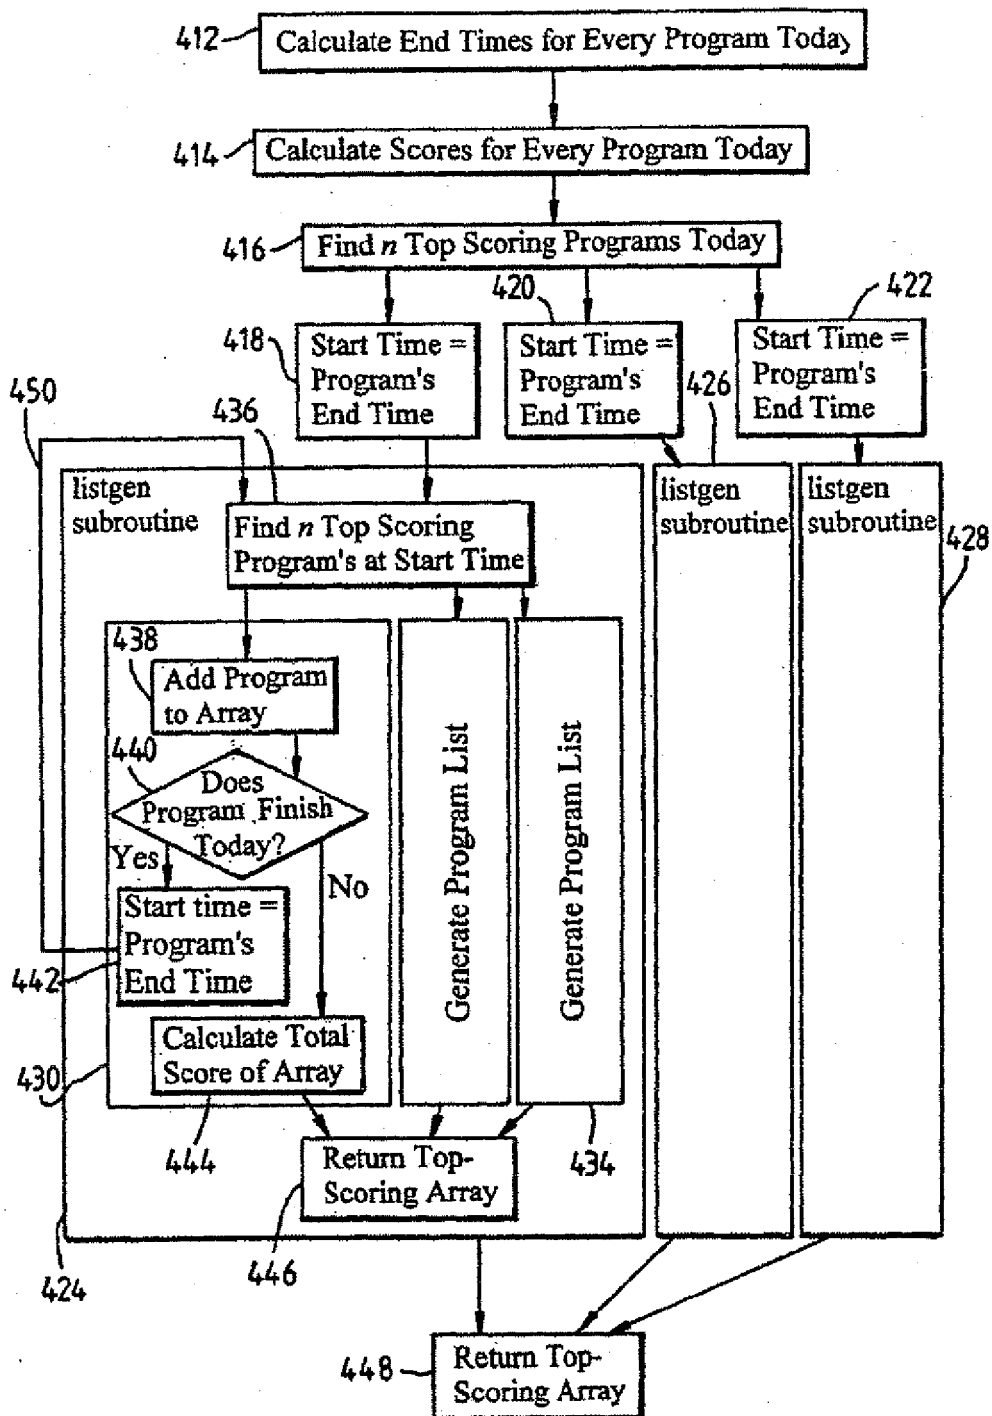 412
Calculate End Times for Every Program Today
414
Calculate Scores for Every Program Today
416
Find n Top Scoring Programs Today
418
Start Time =
Program's
End Time
420
Start Time =
Program's
End Time
422
Start Time =
Program's
End Time
450
436
426
listgen
subroutine
Find n Top Scoring
Program's at Start Time
listgen
subroutine
listgen
subroutine
428
438
Add Program
to Array
440
Does
Program Finish
Today?
Yes
No
Start time =
Program's
End Time
442
Calculate Total
Score of Array
430
444
Generate Program List
Generate Program List
434
Return Top-
Scoring Array
446
424
448
Return Top-
Scoring Array